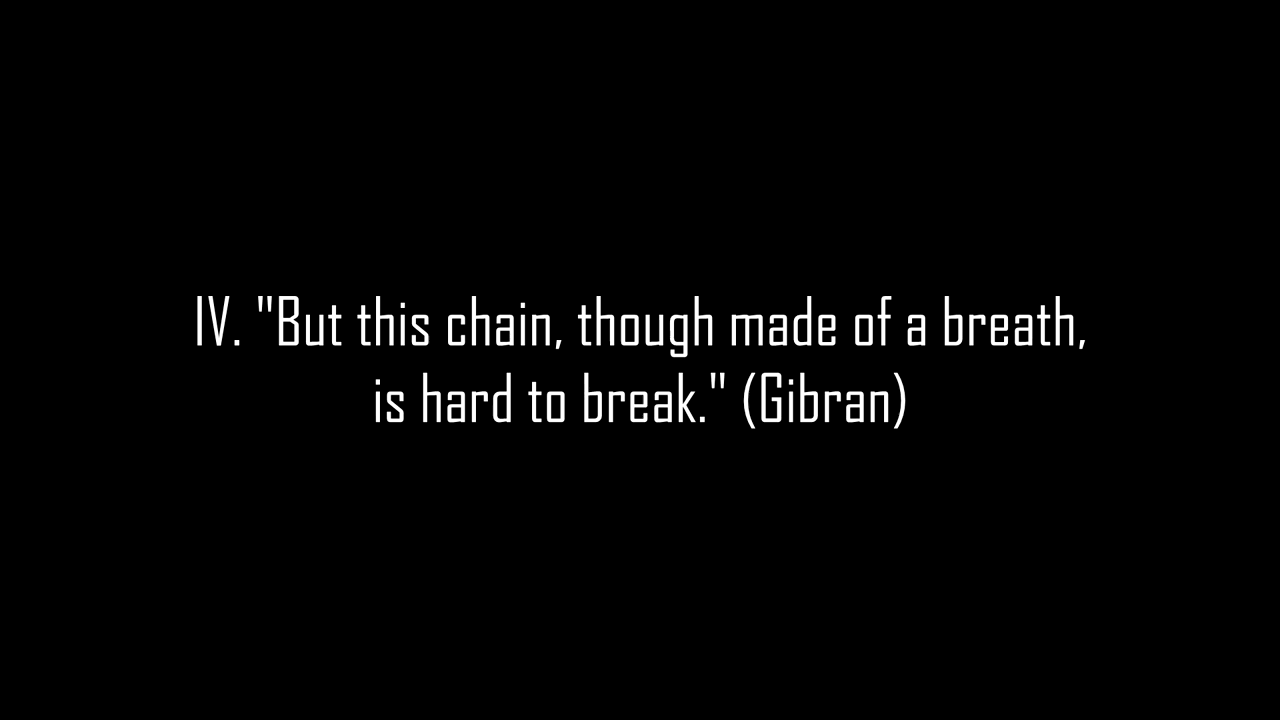 IV. "But this chain, though made of a breath,
is hard to break." (Gibran)